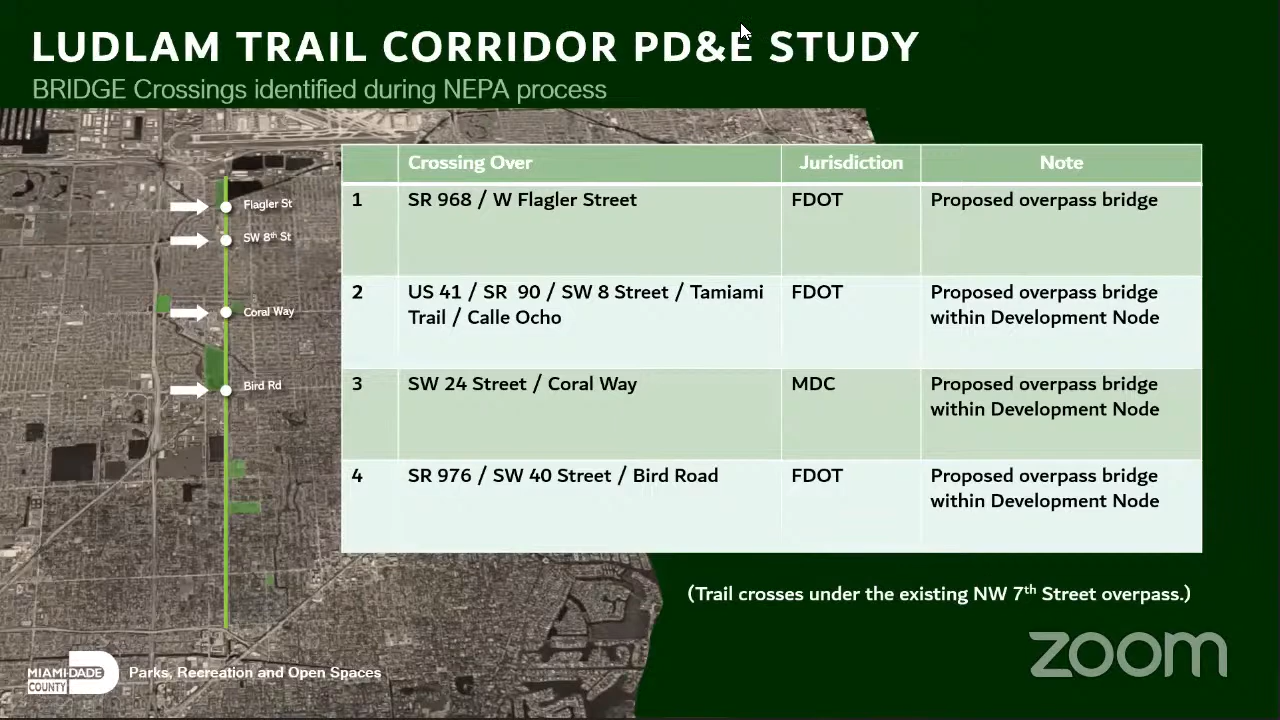 LUDLAM TRAIL CORRIDOR PD&E STUDY
BRIDGE Crossings identified during NEPA process
Flagler St
SW 8th St
Coral Way
Bird Rd
Crossing Over Jurisdiction Note
1 SR 968 / W Flagler Street FDOT Proposed overpass bridge
2 US 41 / SR 90 / SW 8 Street / Tamiami FDOT Proposed overpass bridge
Trail / Calle Ocho within Development Node
3 SW 24 Street / Coral Way MDC Proposed overpass bridge
within Development Node
4 SR 976 / SW 40 Street / Bird Road FDOT Proposed overpass bridge
within Development Node
(Trail crosses under the existing NW 7th Street overpass.)
MIAMI-DADE
COUNTY
Parks, Recreation and Open Spaces
zoom